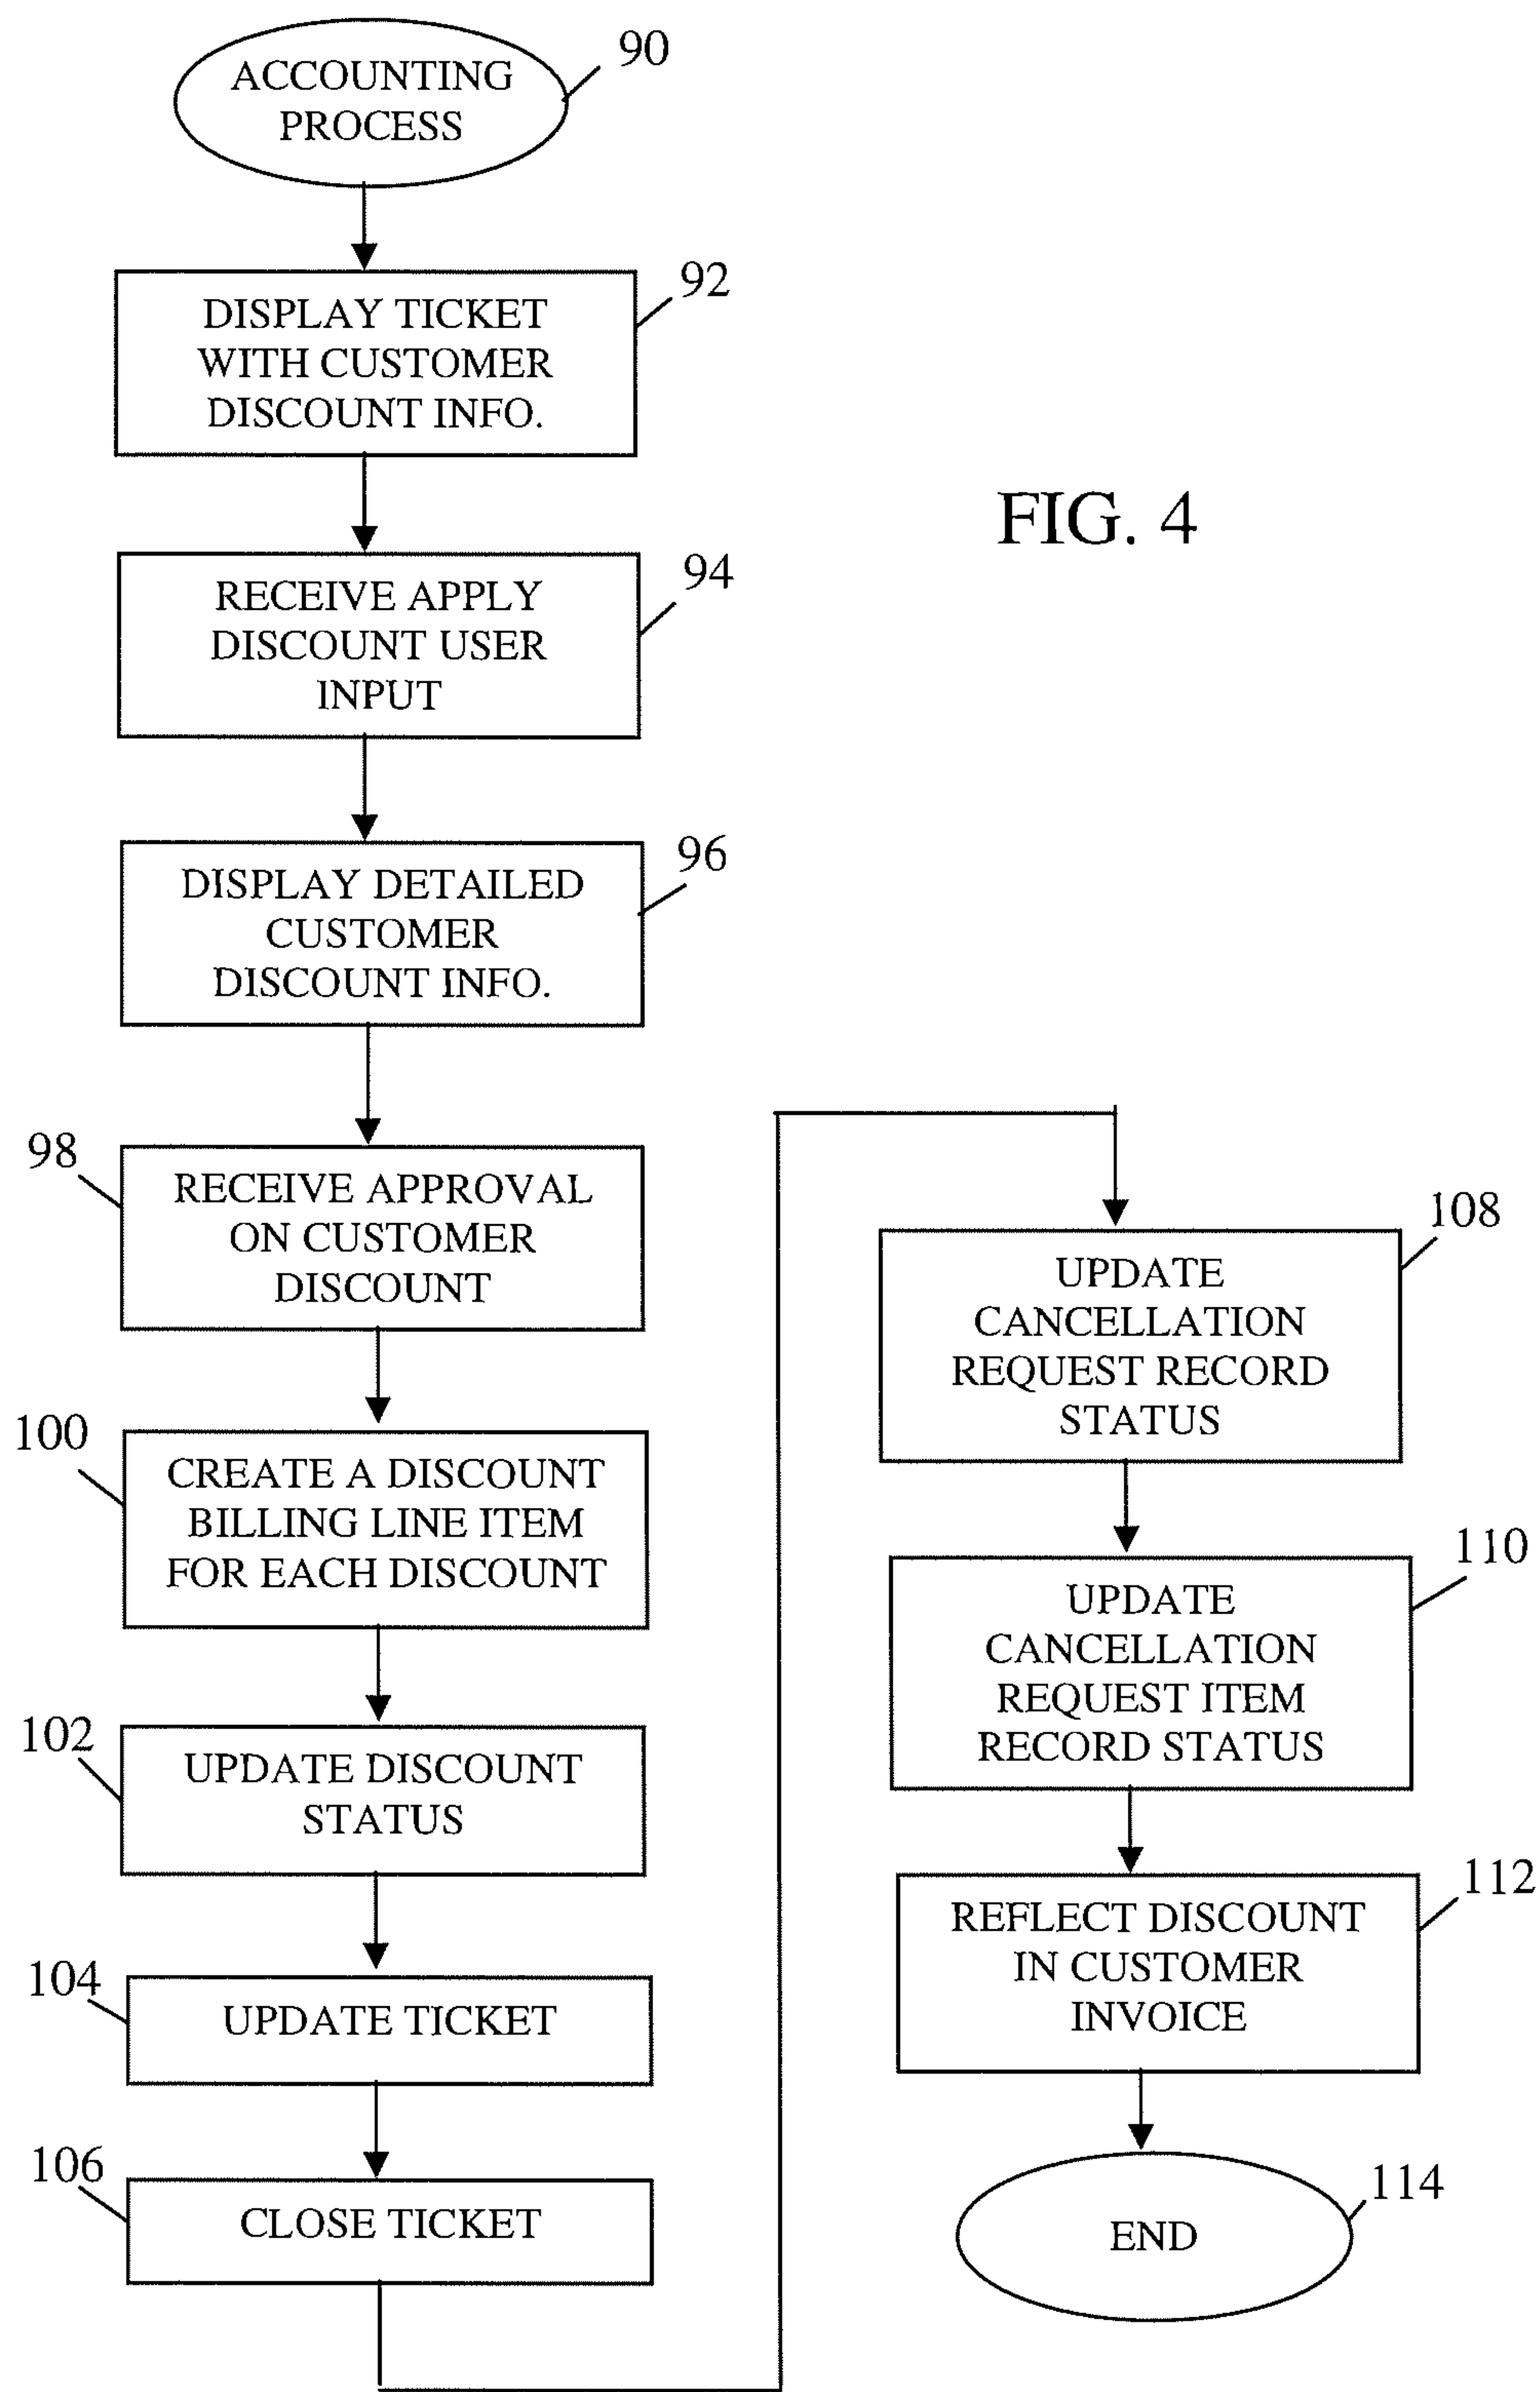 ACCOUNTING
PROCESS
90
DISPLAY TICKET
WITH CUSTOMER
DISCOUNT INFO.
92
FIG. 4
RECEIVE APPLY
DISCOUNT USER
INPUT
94
DISPLAY DETAILED
CUSTOMER
DISCOUNT INFO.
96
98
RECEIVE APPROVAL
ON CUSTOMER
DISCOUNT
100
CREATE A DISCOUNT
BILLING LINE ITEM
FOR EACH DISCOUNT
102
UPDATE DISCOUNT
STATUS
104
UPDATE TICKET
106
CLOSE TICKET
108
UPDATE
CANCELLATION
REQUEST RECORD
STATUS
110
UPDATE
CANCELLATION
REQUEST ITEM
RECORD STATUS
112
REFLECT DISCOUNT
IN CUSTOMER
INVOICE
114
END